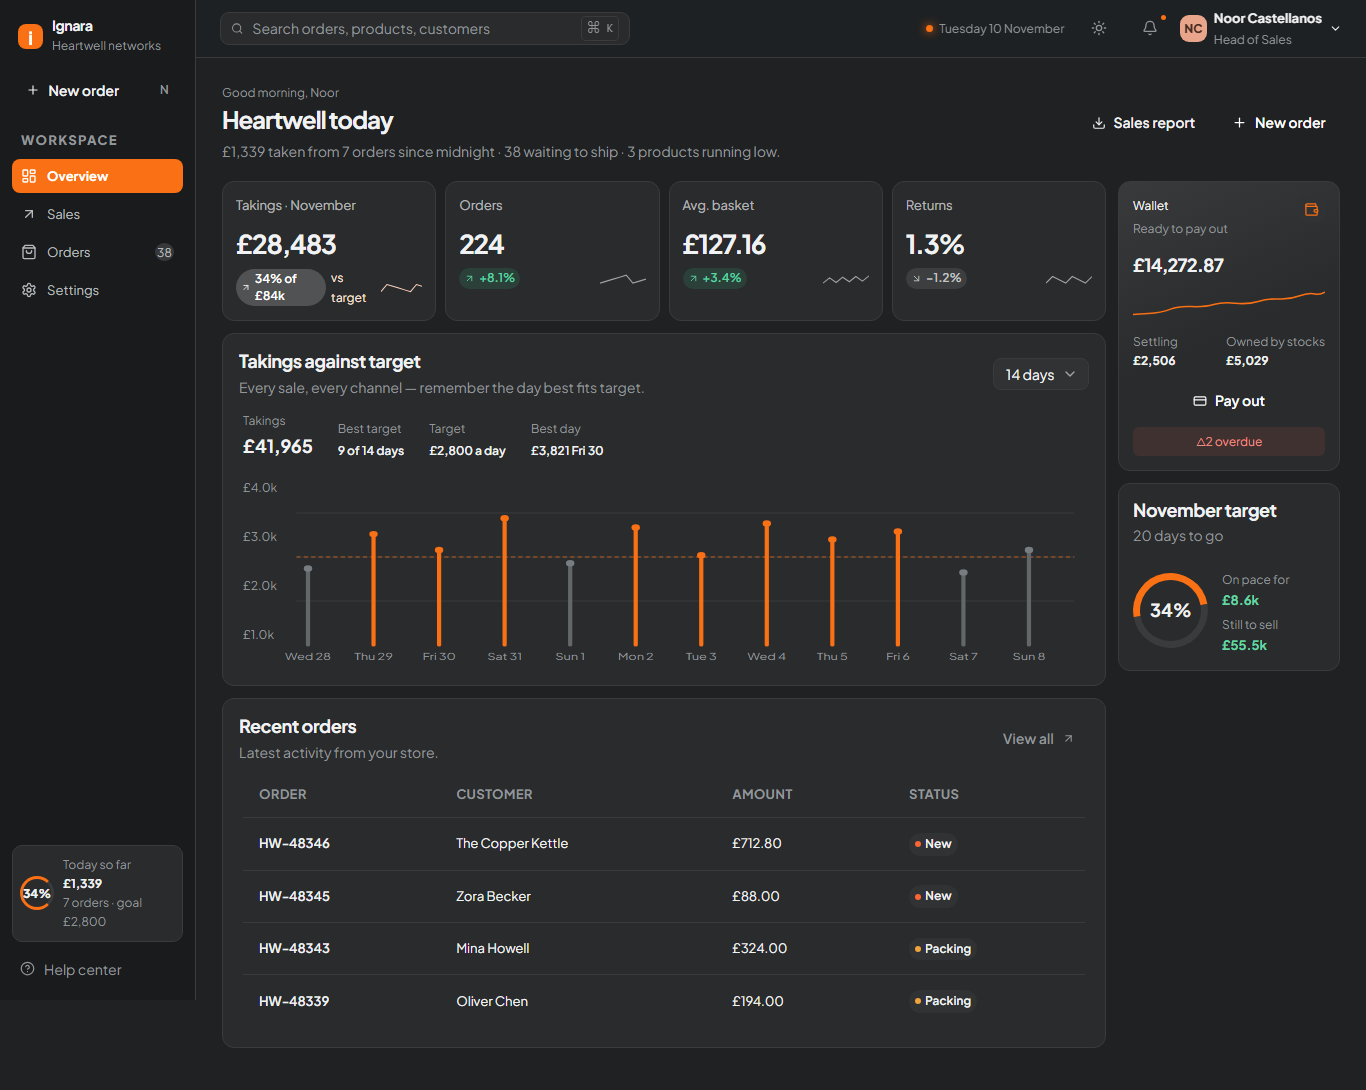 Ignara
Heartwell networks
New order N
WORKSPACE
Overview
Sales
Orders 38
Settings
34%
Today so far
£1,339
7 orders · goal
£2,800
Help center
Search orders, products, customers ⌘ K
Tuesday 10 November
NC
Noor Castellanos
Head of Sales
Good morning, Noor
Heartwell today
£1,339 taken from 7 orders since midnight · 38 waiting to ship · 3 products running low.
Sales report
New order
Takings · November
£28,483
34% of
£84k
vs
target
Orders
224
+8.1%
Avg. basket
£127.16
+3.4%
Returns
1.3%
−1.2%
Wallet
Ready to pay out
£14,272.87
Settling
£2,506
Owned by stocks
£5,029
Pay out
△2 overdue
Takings against target
Every sale, every channel — remember the day best fits target.
14 days
Takings
£41,965
Best target
9 of 14 days
Target
£2,800 a day
Best day
£3,821 Fri 30
£4.0k
£3.0k
£2.0k
£1.0k
Wed 28 Thu 29 Fri 30 Sat 31 Sun 1 Mon 2 Tue 3 Wed 4 Thu 5 Fri 6 Sat 7 Sun 8
November target
20 days to go
34%
On pace for
£8.6k
Still to sell
£55.5k
Recent orders
Latest activity from your store.
View all
ORDER CUSTOMER AMOUNT STATUS
HW-48346 The Copper Kettle £712.80 New
HW-48345 Zora Becker £88.00 New
HW-48343 Mina Howell £324.00 Packing
HW-48339 Oliver Chen £194.00 Packing